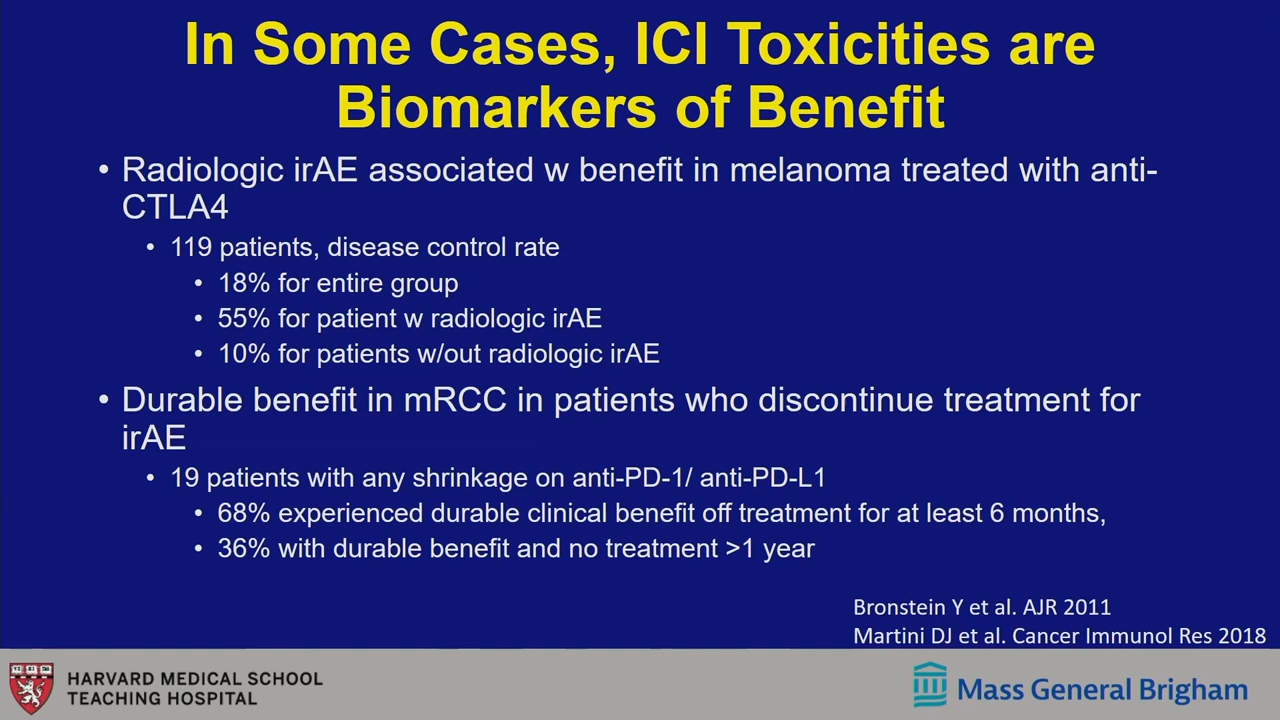 In Some Cases, ICI Toxicities are
Biomarkers of Benefit
• Radiologic irAE associated w benefit in melanoma treated with anti-
CTLA4
• 119 patients, disease control rate
• 18% for entire group
• 55% for patient w radiologic irAE
• 10% for patients w/out radiologic irAE
• Durable benefit in mRCC in patients who discontinue treatment for
irAE
• 19 patients with any shrinkage on anti-PD-1/ anti-PD-L1
• 68% experienced durable clinical benefit off treatment for at least 6 months,
• 36% with durable benefit and no treatment >1 year
Bronstein Y et al. AJR 2011
Martini DJ et al. Cancer Immunol Res 2018
HARVARD MEDICAL SCHOOL
TEACHING HOSPITAL
Mass General Brigham